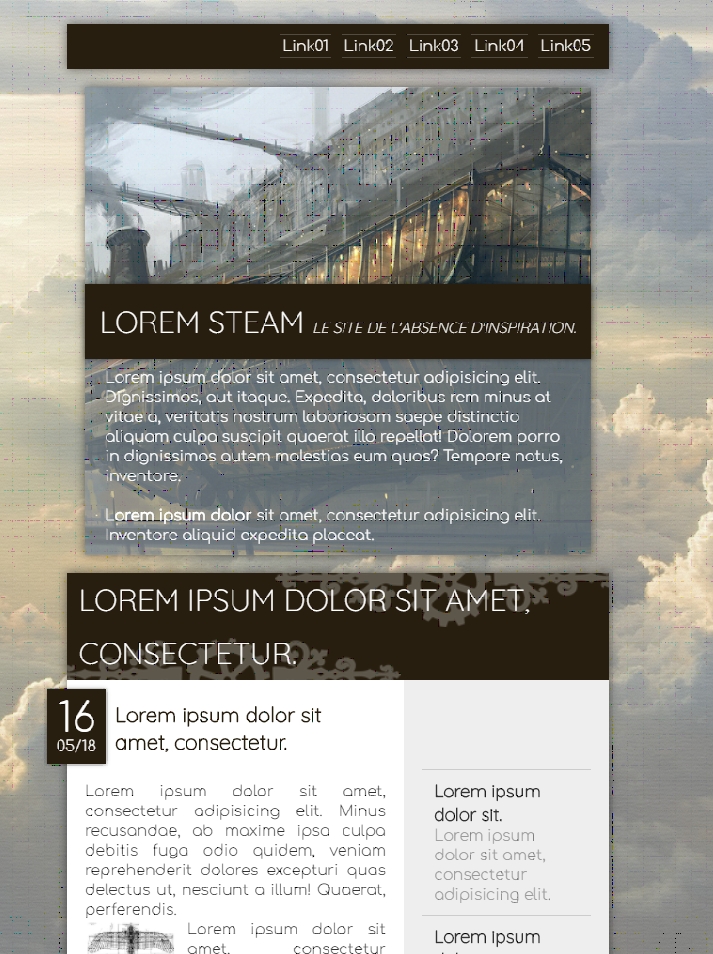 Link01 Link02 Link03 Link04 Link05
LOREM STEAM LE SITE DE L'ABSENCE D'INSPIRATION.
Lorem ipsum dolor sit amet, consectetur adipisicing elit.
Dignissimos, aut itaque. Expedita, doloribus rem minus at
vitae a, veritatis nostrum laboriosam saepe distinctio
aliquam culpa suscipit quaerat illo repellat! Dolorem porro
in dignissimos autem molestias eum quos? Tempore natus,
inventore.
Lorem ipsum dolor sit amet, consectetur adipisicing elit.
Inventore aliquid expedita placeat.
LOREM IPSUM DOLOR SIT AMET,
CONSECTETUR.
16
05/18
Lorem ipsum dolor sit
amet, consectetur.
Lorem ipsum dolor sit amet,
consectetur adipisicing elit. Minus
recusandae, ab maxime ipsa culpa
debitis fuga odio quidem, veniam
reprehenderit dolores excepturi quas
delectus ut, nesciunt a illum! Quaerat,
perferendis.
Lorem ipsum dolor sit
amet, consectetur
Lorem ipsum
dolor sit.
Lorem ipsum
dolor sit amet,
consectetur
adipisicing elit.
Lorem ipsum